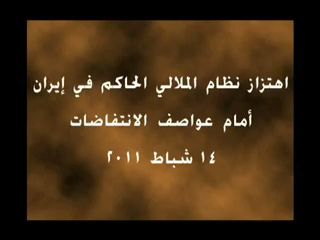 اهتزاز نظام الملالي الحاكم في إيران
أمام عواصف الانتفاضات
١٤ شباط ٢٠١١